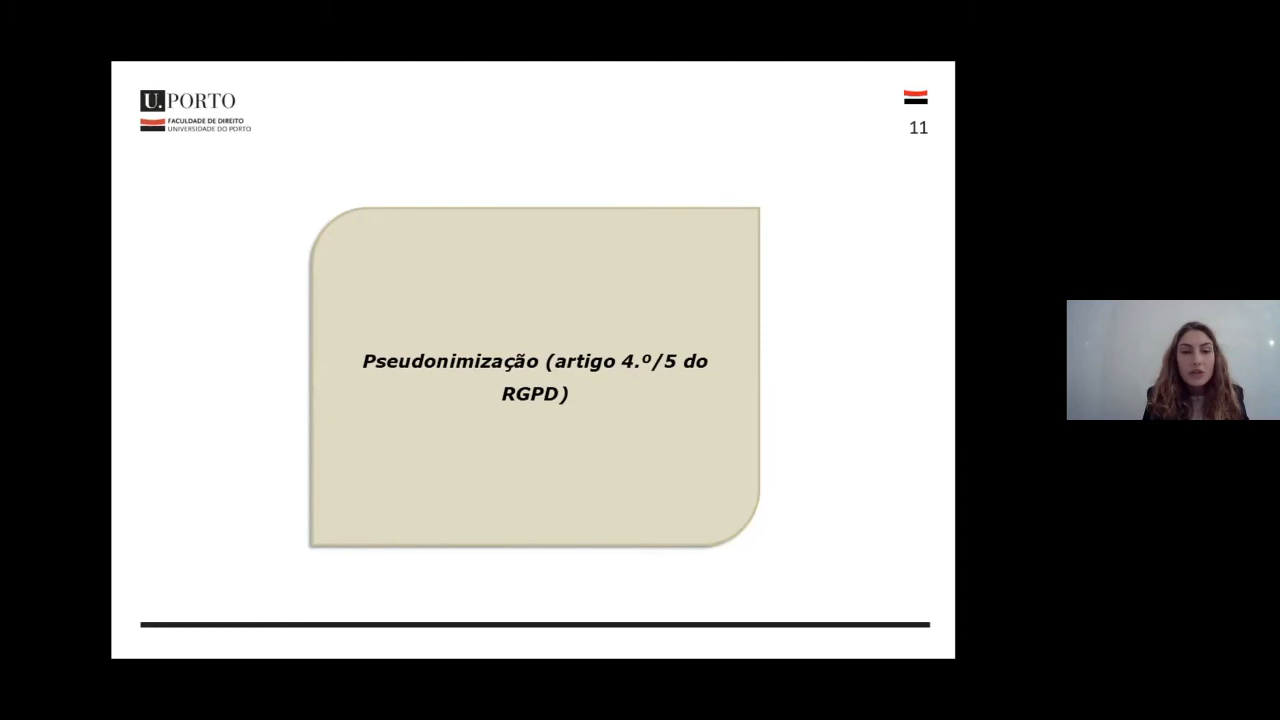 U.PORTO
FACULDADE DE DIREITO
UNIVERSIDADE DO PORTO
11
Pseudonimização (artigo 4.º/5 do
RGPD)